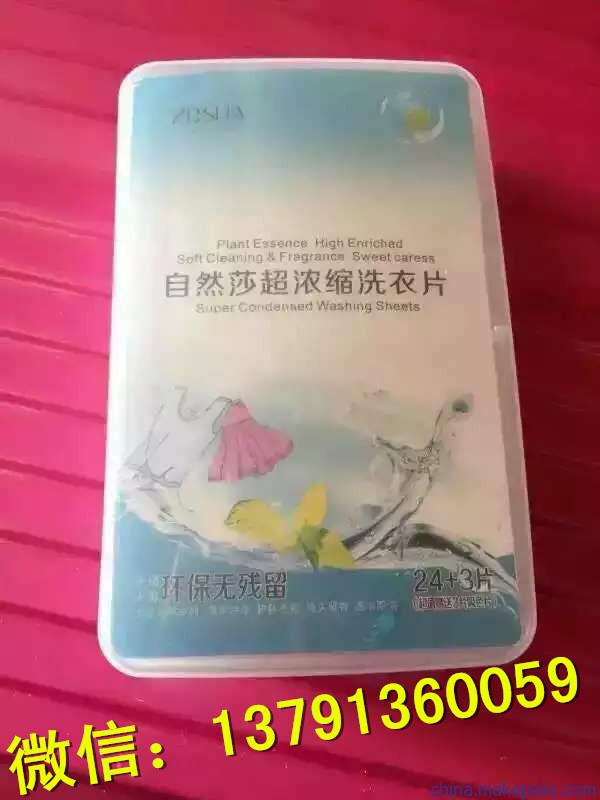 ZRSHA
Plant Essence High Enriched
Soft Cleaning & Fragrance Sweet caress
自然莎超浓缩洗衣片
Super Condensed Washing Sheets
环保无残留
24+3片
微信：13791360059
china.makepolo.com